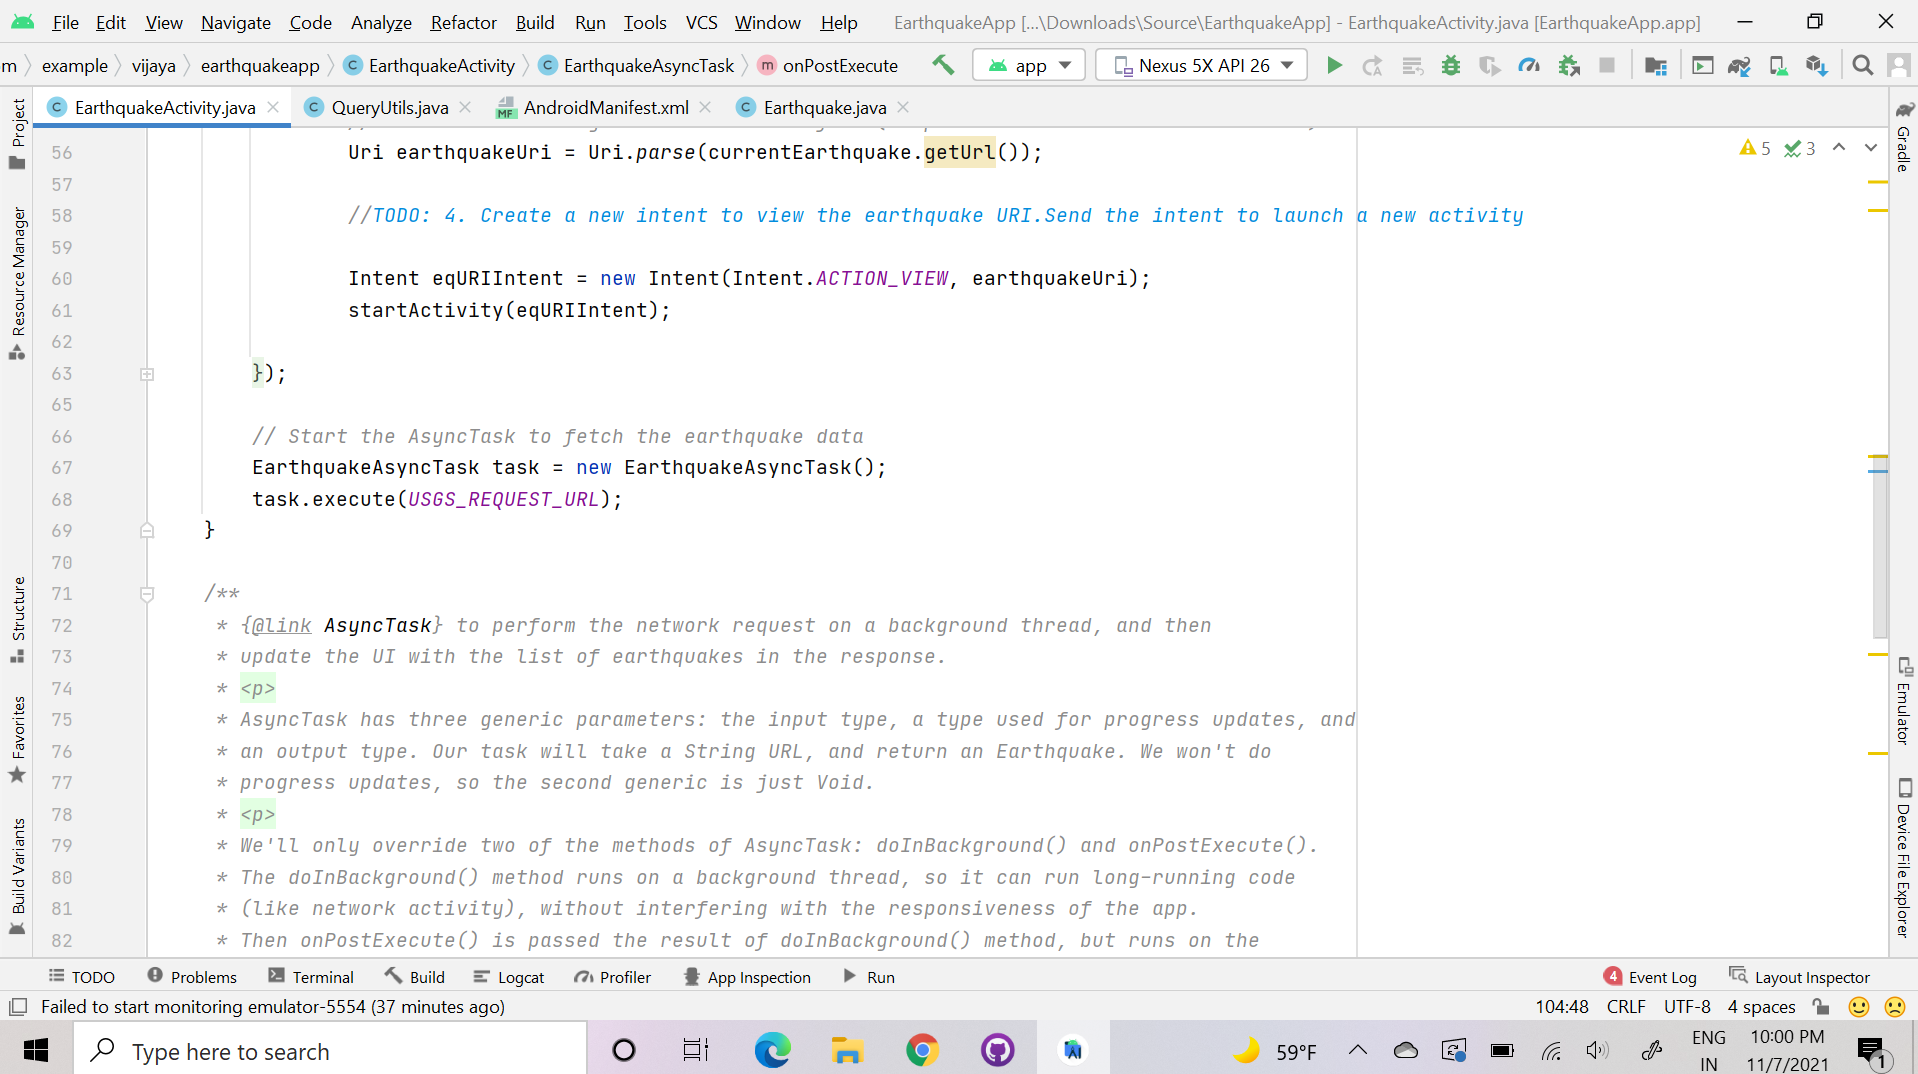 File Edit View Navigate Code Analyze Refactor Build Run Tools VCS Window Help EarthquakeApp [...\Downloads\Source\EarthquakeApp] - EarthquakeActivity.java [EarthquakeApp.app]
m example vijaya earthquakeapp C EarthquakeActivity C EarthquakeAsyncTask m onPostExecute app Nexus 5X API 26
C EarthquakeActivity.java C QueryUtils.java MF AndroidManifest.xml C Earthquake.java
56 Uri earthquakeUri = Uri.parse(currentEarthquake.getUrl());
5 3
57
58 //TODO: 4. Create a new intent to view the earthquake URI.Send the intent to launch a new activity
59
60 Intent eqURIIntent = new Intent(Intent.ACTION_VIEW, earthquakeUri);
61 startActivity(eqURIIntent);
62
63 });
65
66 // Start the AsyncTask to fetch the earthquake data
67 EarthquakeAsyncTask task = new EarthquakeAsyncTask();
68 task.execute(USGS_REQUEST_URL);
69 }
70
71 /**
72 * {@link AsyncTask} to perform the network request on a background thread, and then
73 * update the UI with the list of earthquakes in the response.
74 * <p>
75 * AsyncTask has three generic parameters: the input type, a type used for progress updates, and
76 * an output type. Our task will take a String URL, and return an Earthquake. We won't do
77 * progress updates, so the second generic is just Void.
78 * <p>
79 * We'll only override two of the methods of AsyncTask: doInBackground() and onPostExecute().
80 * The doInBackground() method runs on a background thread, so it can run long-running code
81 * (like network activity), without interfering with the responsiveness of the app.
82 * Then onPostExecute() is passed the result of doInBackground() method, but runs on the
Project
Resource Manager
Structure
Favorites
Build Variants
Gradle
Emulator
Device File Explorer
TODO Problems Terminal Build Logcat Profiler App Inspection Run 4 Event Log Layout Inspector
Failed to start monitoring emulator-5554 (37 minutes ago) 104:48 CRLF UTF-8 4 spaces
Type here to search 59°F ENG IN 10:00 PM 11/7/2021 1